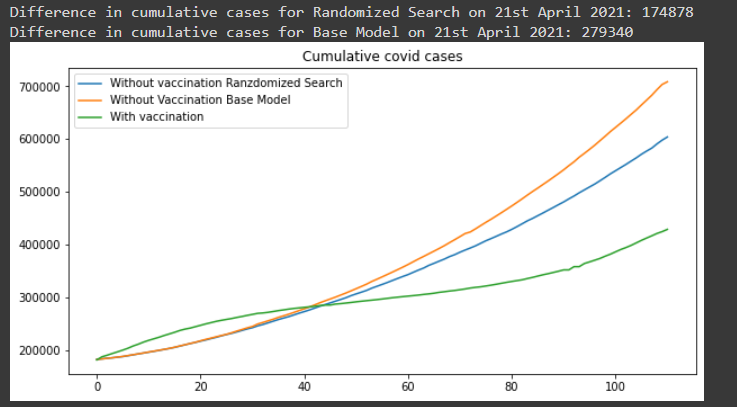 Difference in cumulative cases for Randomized Search on 21st April 2021: 174878
Difference in cumulative cases for Base Model on 21st April 2021: 279340
Cumulative covid cases
Without vaccination Ranzdomized Search
Without Vaccination Base Model
With vaccination
700000
600000
500000
400000
300000
200000
0 20 40 60 80 100